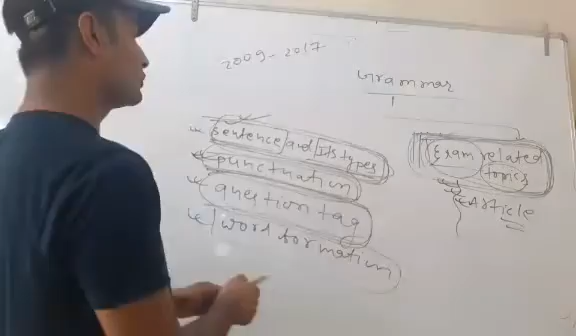 2009-2017
Grammar
sentence and Its types
punctuation
question tag
word formation
Exam related
topics
Article